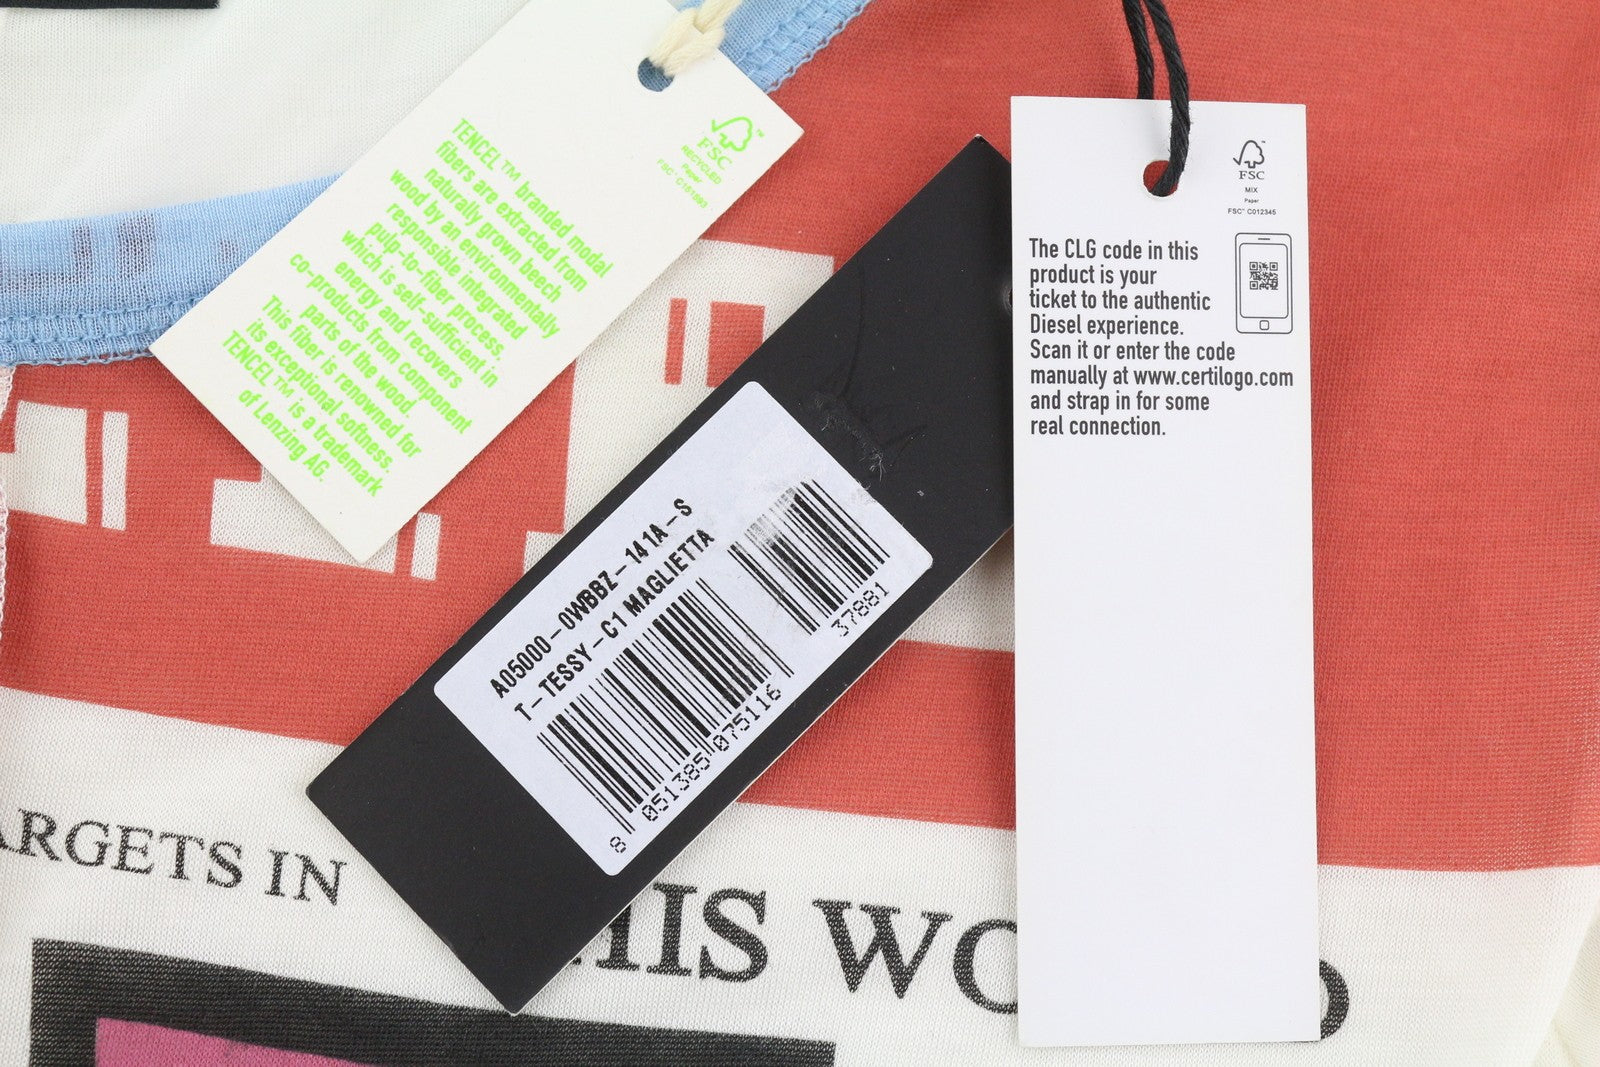 TENCEL™ branded modal
fibers are extracted from
naturally grown beech
wood by an environmentally
responsible integrated
pulp-to-fiber process,
which is self-sufficient in
energy and recovers
co-products from component
parts of the wood.
This fiber is renowned for
its exceptional softness.
TENCEL™ is a trademark
of Lenzing AG.
FSC™
RECYCLED
Paper
A05000-0WBBZ-141A-S
T-TESSY-C1 MAGLIETTA
8 051385 075116
37881
FSC
MIX
Paper
FSC™ C012345
The CLG code in this
product is your
ticket to the authentic
Diesel experience.
Scan it or enter the code
manually at www.certilogo.com
and strap in for some
real connection.
ARGETS IN
HIS WO D